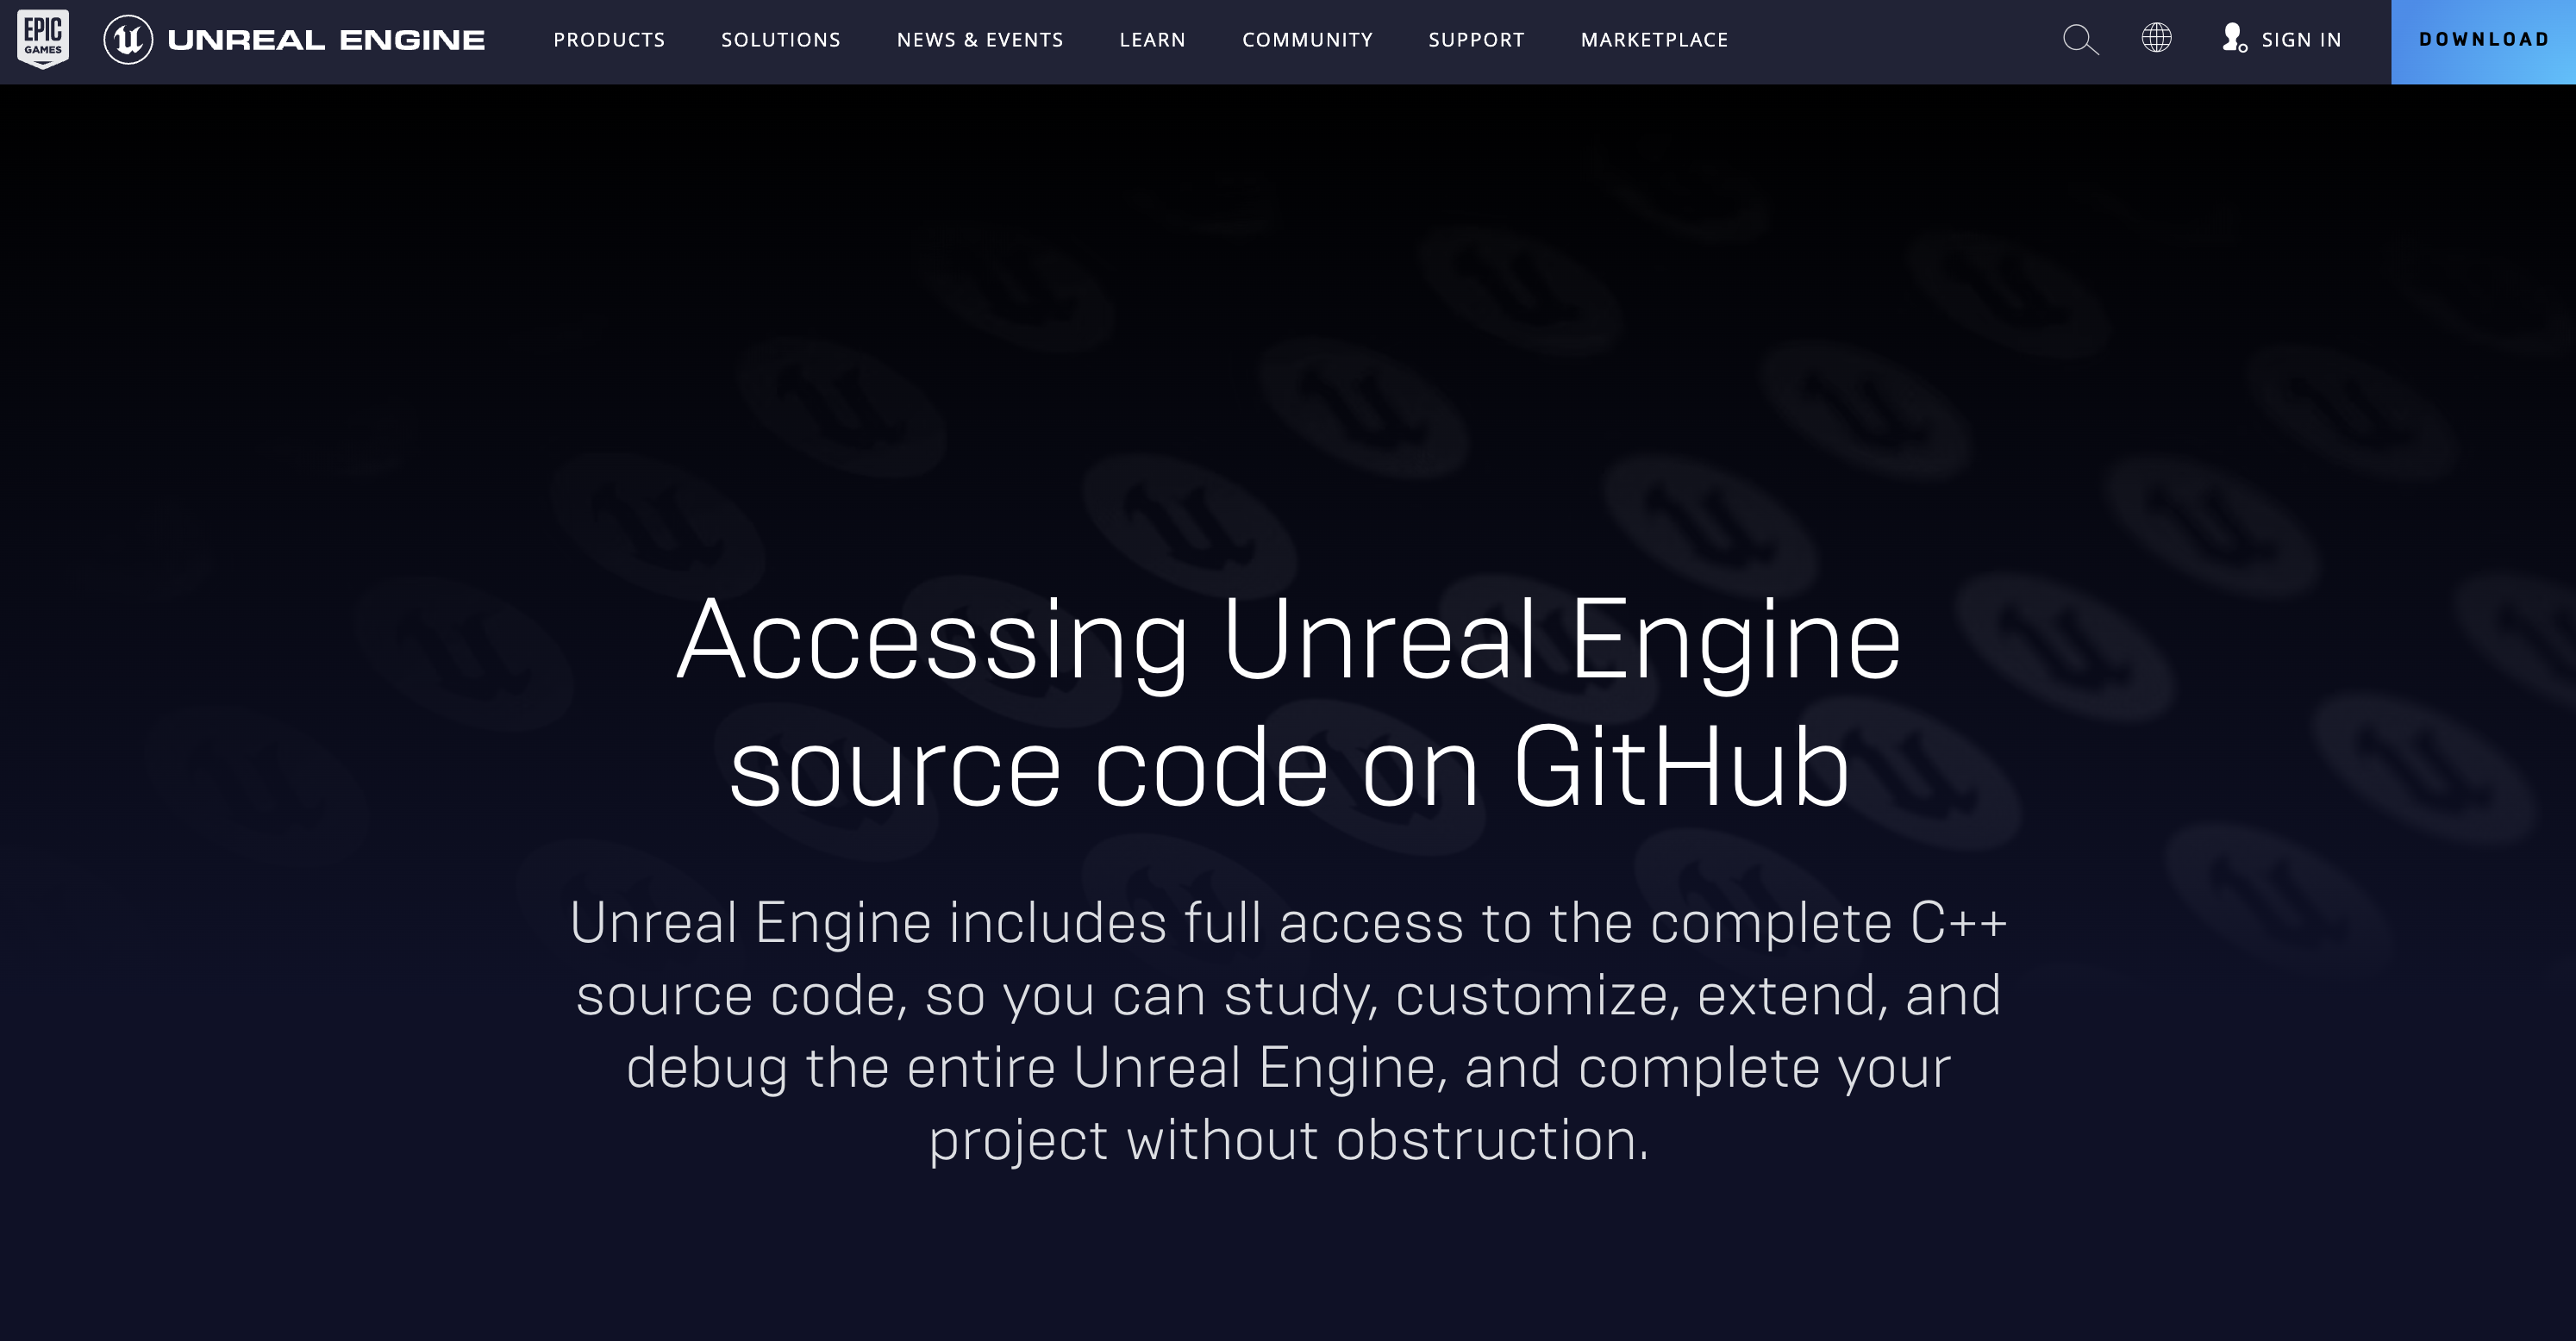 EPIC
GAMES
UNREAL ENGINE
PRODUCTS
SOLUTIONS
NEWS & EVENTS
LEARN
COMMUNITY
SUPPORT
MARKETPLACE
SIGN IN
DOWNLOAD
Accessing Unreal Engine
source code on GitHub
Unreal Engine includes full access to the complete C++
source code, so you can study, customize, extend, and
debug the entire Unreal Engine, and complete your
project without obstruction.